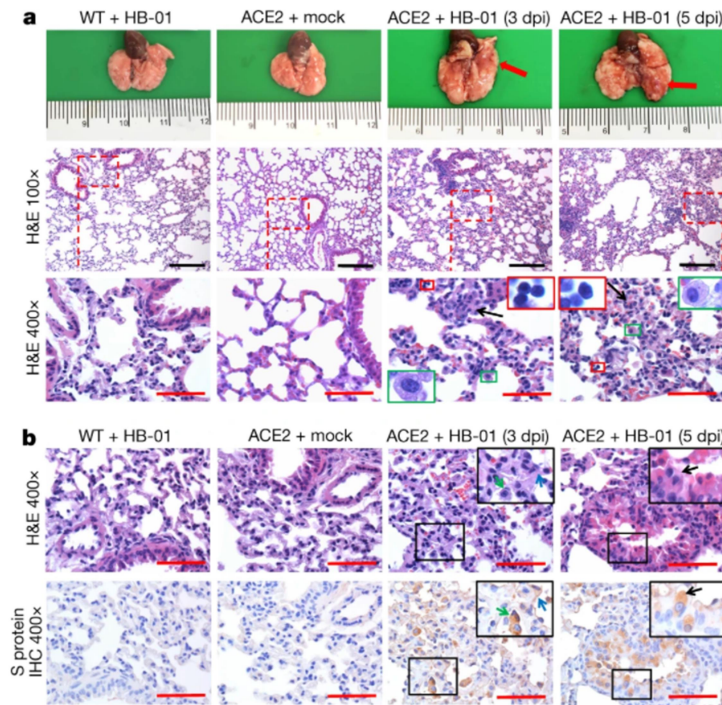 a
WT + HB-01 ACE2 + mock ACE2 + HB-01 (3 dpi) ACE2 + HB-01 (5 dpi)
9 10 11 12 9 10 11 12 6 7 8 9 5 6 7 8
H&E 100×
H&E 400×
b
WT + HB-01 ACE2 + mock ACE2 + HB-01 (3 dpi) ACE2 + HB-01 (5 dpi)
H&E 400×
S protein
IHC 400×